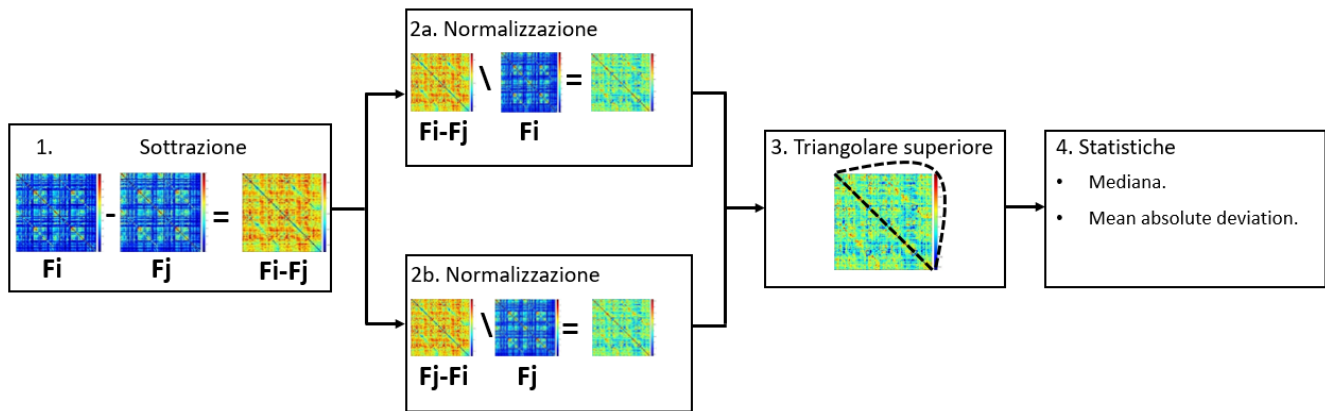 1. Sottrazione
- =
Fi Fj Fi-Fj
2a. Normalizzazione
\ =
Fi-Fj Fi
2b. Normalizzazione
\ =
Fj-Fi Fj
3. Triangolare superiore
4. Statistiche
• Mediana.
• Mean absolute deviation.